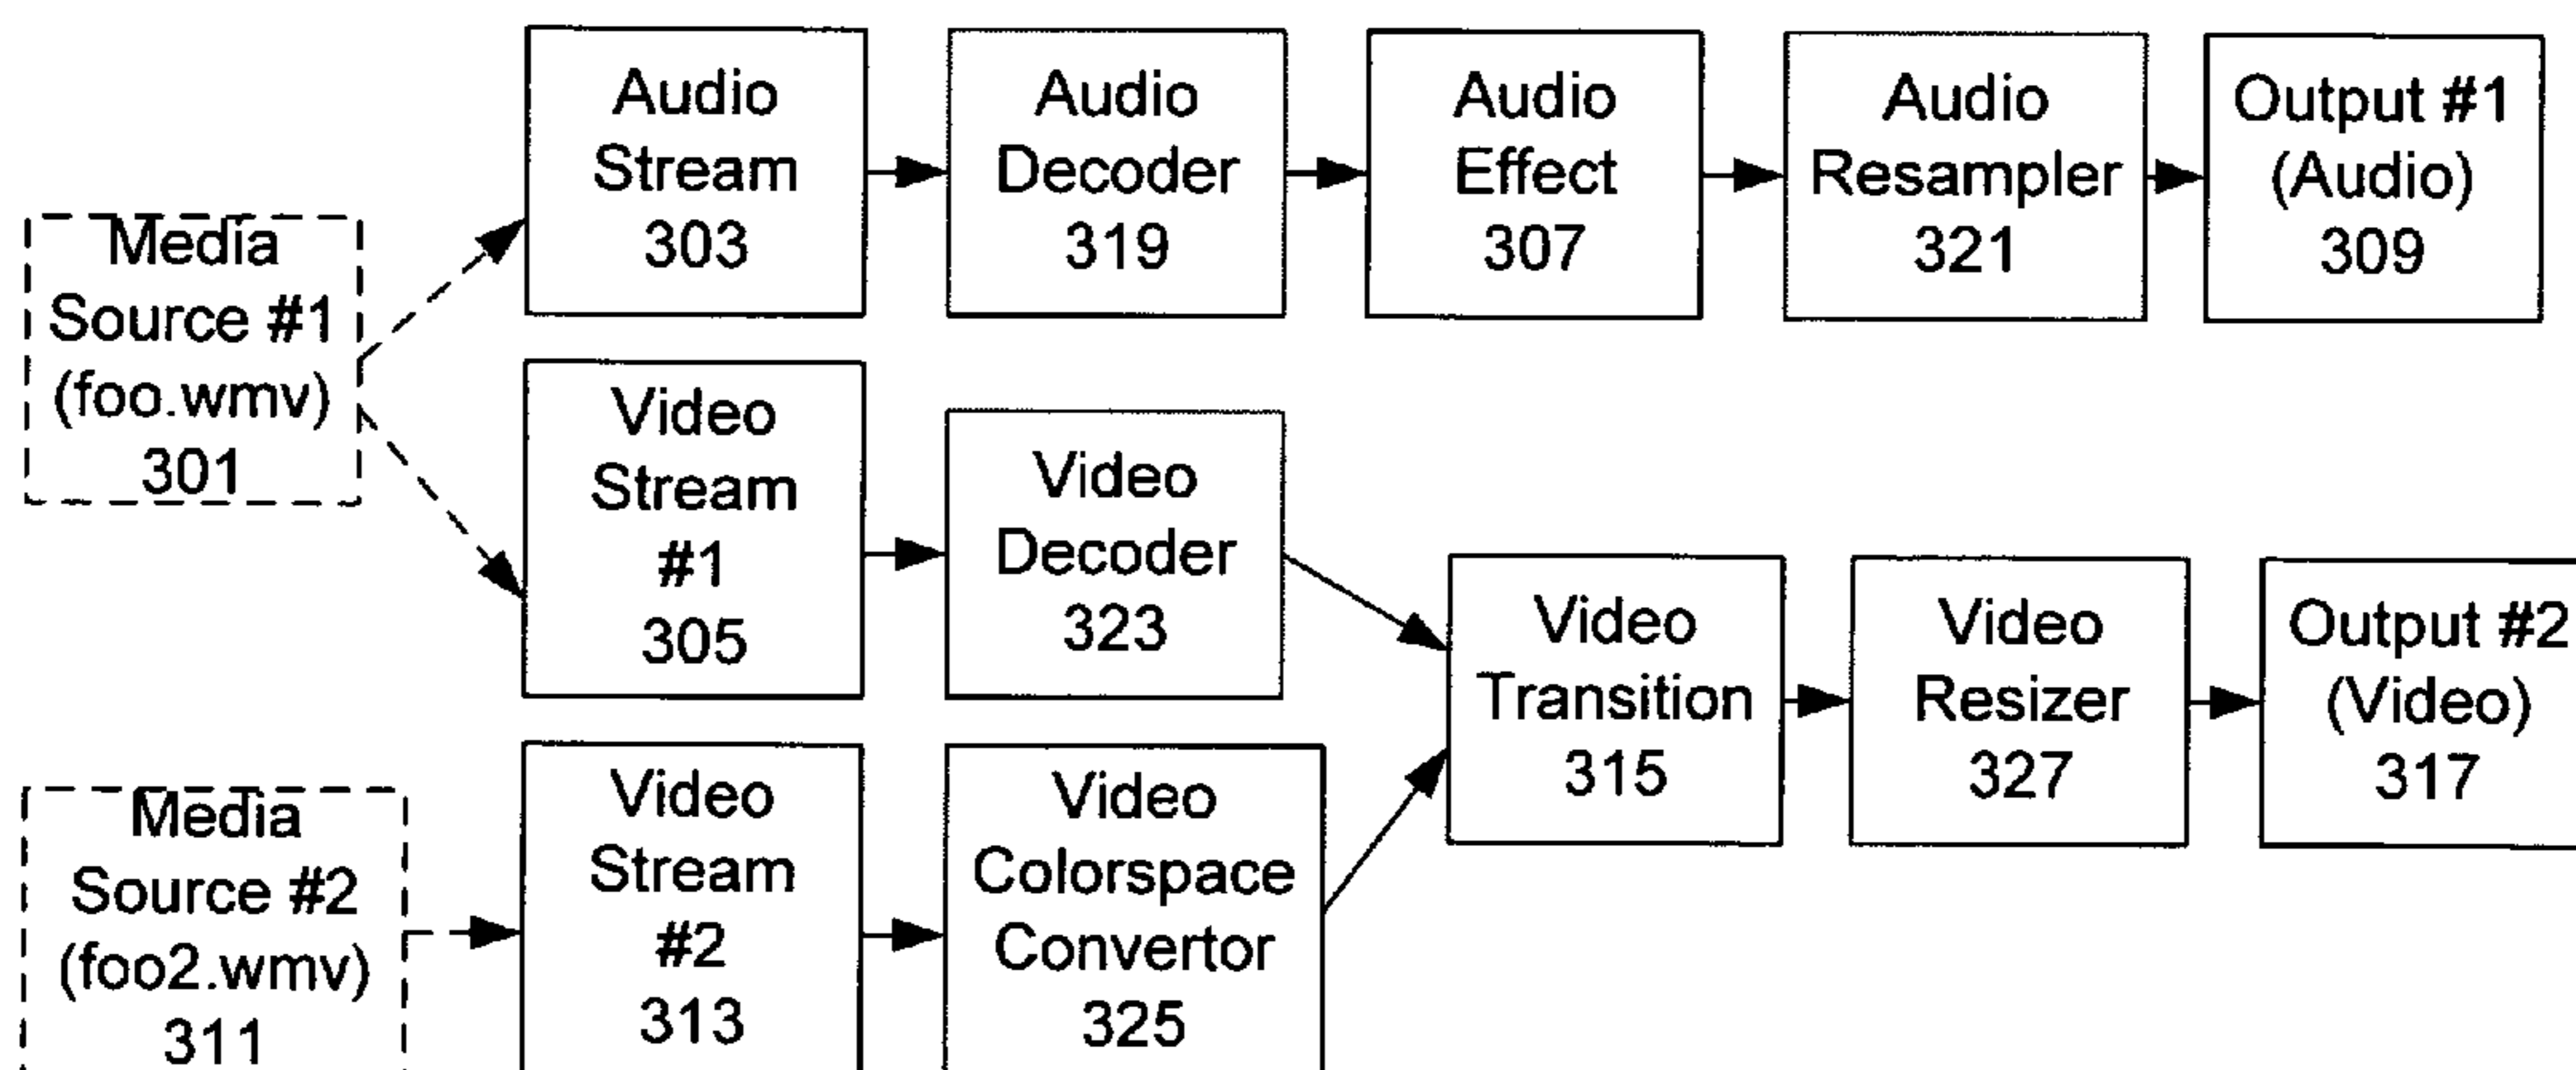 Media
Source #1
(foo.wmv)
301
Audio
Stream
303
Audio
Decoder
319
Audio
Effect
307
Audio
Resampler
321
Output #1
(Audio)
309
Video
Stream
#1
305
Video
Decoder
323
Media
Source #2
(foo2.wmv)
311
Video
Stream
#2
313
Video
Colorspace
Convertor
325
Video
Transition
315
Video
Resizer
327
Output #2
(Video)
317